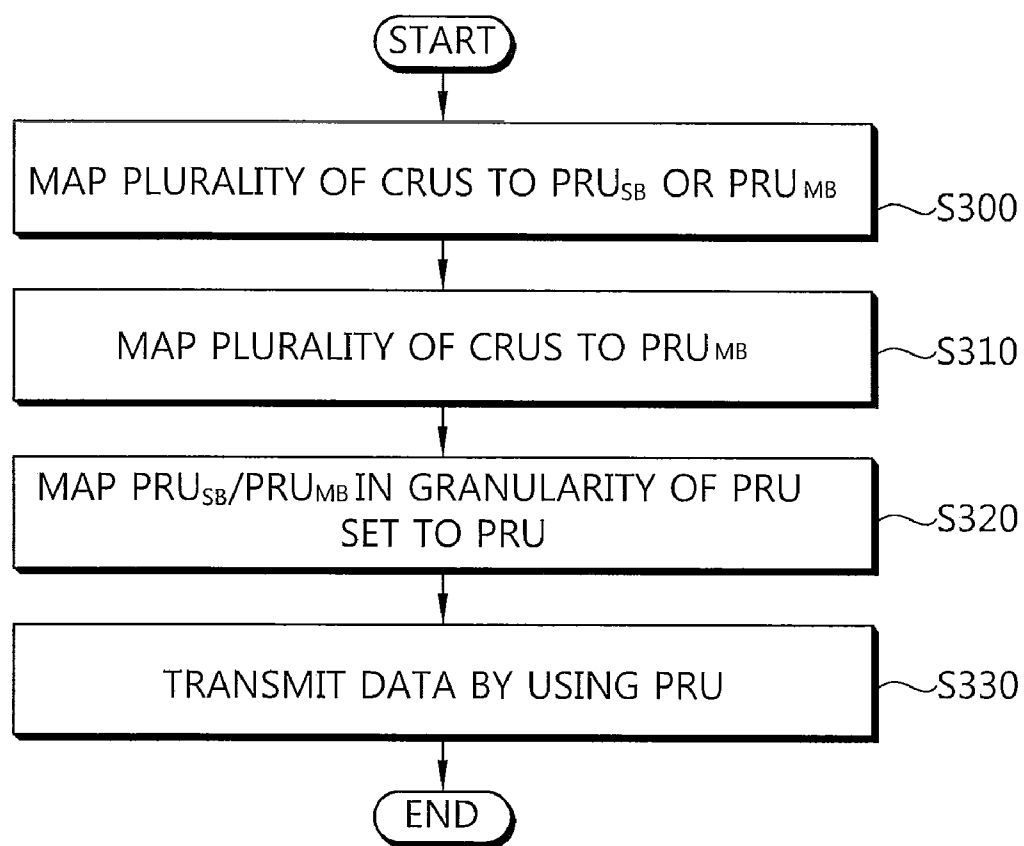 START
MAP PLURALITY OF CRUS TO PRUSB OR PRUMB
S300
MAP PLURALITY OF CRUS TO PRUMB
S310
MAP PRUSB/PRUMB IN GRANULARITY OF PRU
SET TO PRU
S320
TRANSMIT DATA BY USING PRU
S330
END